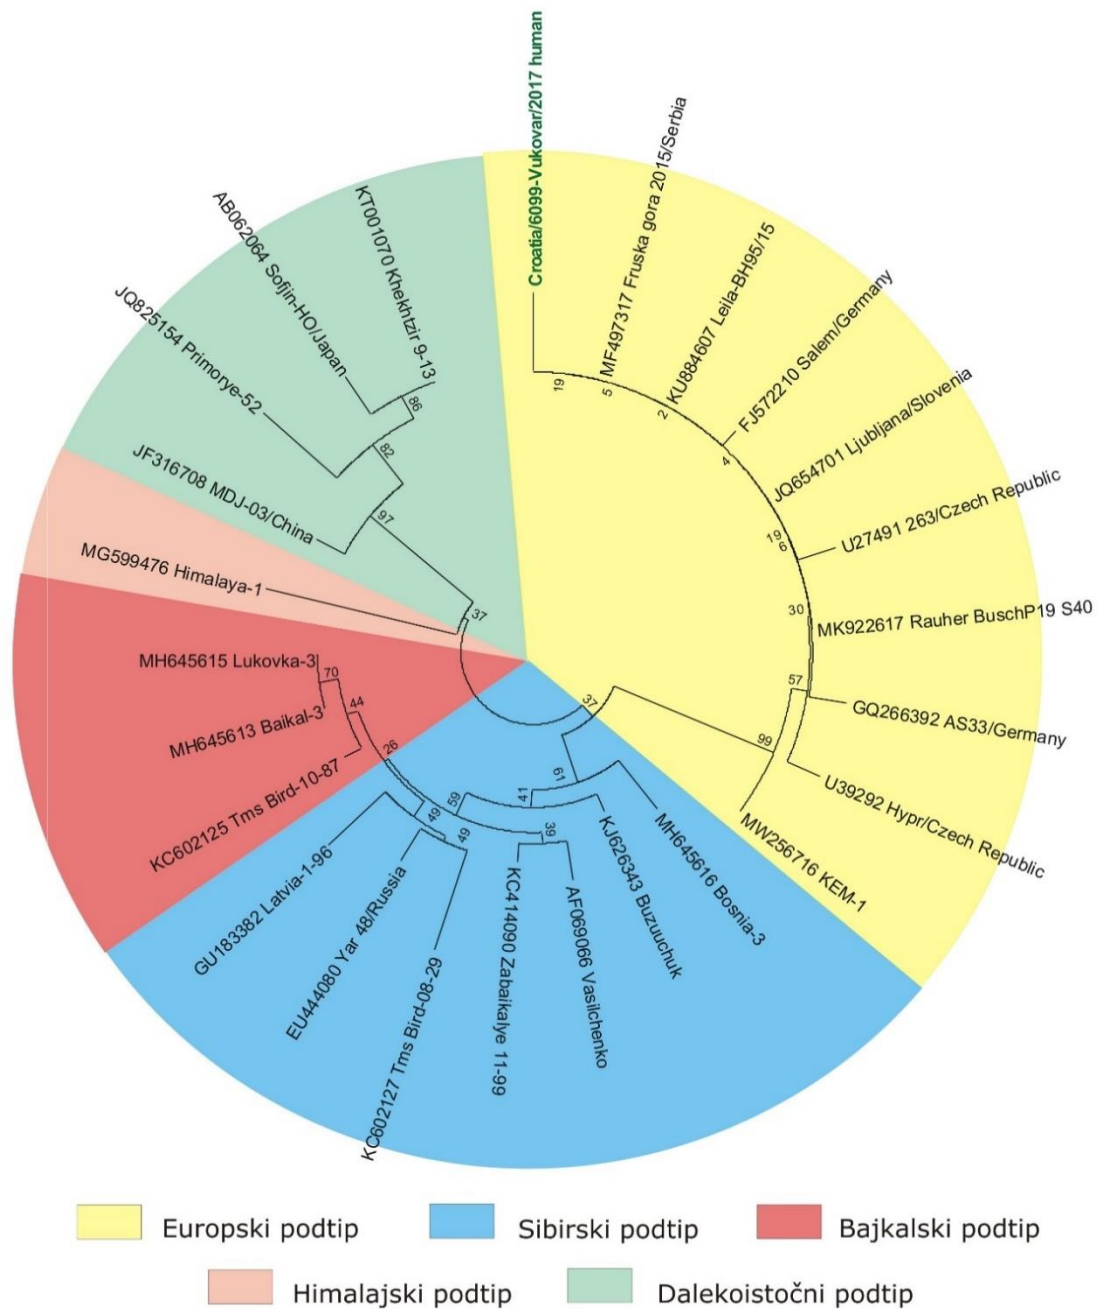 Croatia/6099-Vukovar/2017 human
MF497317 Fruska gora 2015/Serbia
KU884607 Leila-BH95/15
FJ572210 Salem/Germany
JQ654701 Ljubljana/Slovenia
U27491 263/Czech Republic
MK922617 Rauher BuschP19 S40
GQ266392 AS33/Germany
U39292 Hypr/Czech Republic
MW256716 KEM-1
MH645616 Bosnia-3
KJ626343 Buzuuchuk
AF069066 Vasilchenko
KC414090 Zabaikalye 11-99
KC602127 Tms Bird-08-29
EU444080 Yar 48/Russia
GU183382 Latvia-1-96
KC602125 Tms Bird-10-87
MH645613 Baikal-3
MH645615 Lukovka-3
MG599476 Himalaya-1
JF316708 MDJ-03/China
JQ825154 Primorye-52
AB062064 Sofjin-HO/Japan
KT001070 Khekhtzir 9-13
19
5
2
4
19
6
30
57
99
37
61
41
39
59
49
49
26
44
70
37
97
82
86
Europski podtip
Sibirski podtip
Bajkalski podtip
Himalajski podtip
Dalekoistočni podtip